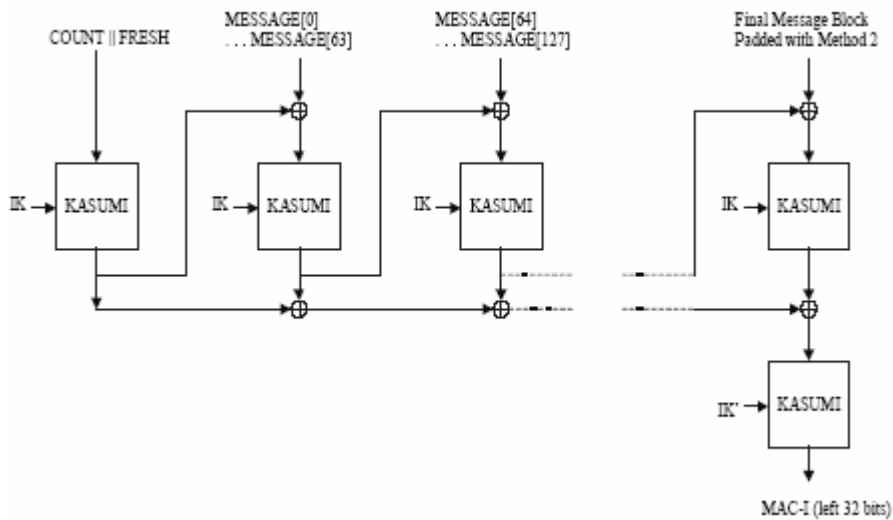 COUNT || FRESH
MESSAGE[0]
. . . MESSAGE[63]
MESSAGE[64]
. . . MESSAGE[127]
Final Message Block
Padded with Method 2
IK
KASUMI
IK
KASUMI
IK
KASUMI
IK
KASUMI
IK'
KASUMI
MAC-I (left 32 bits)